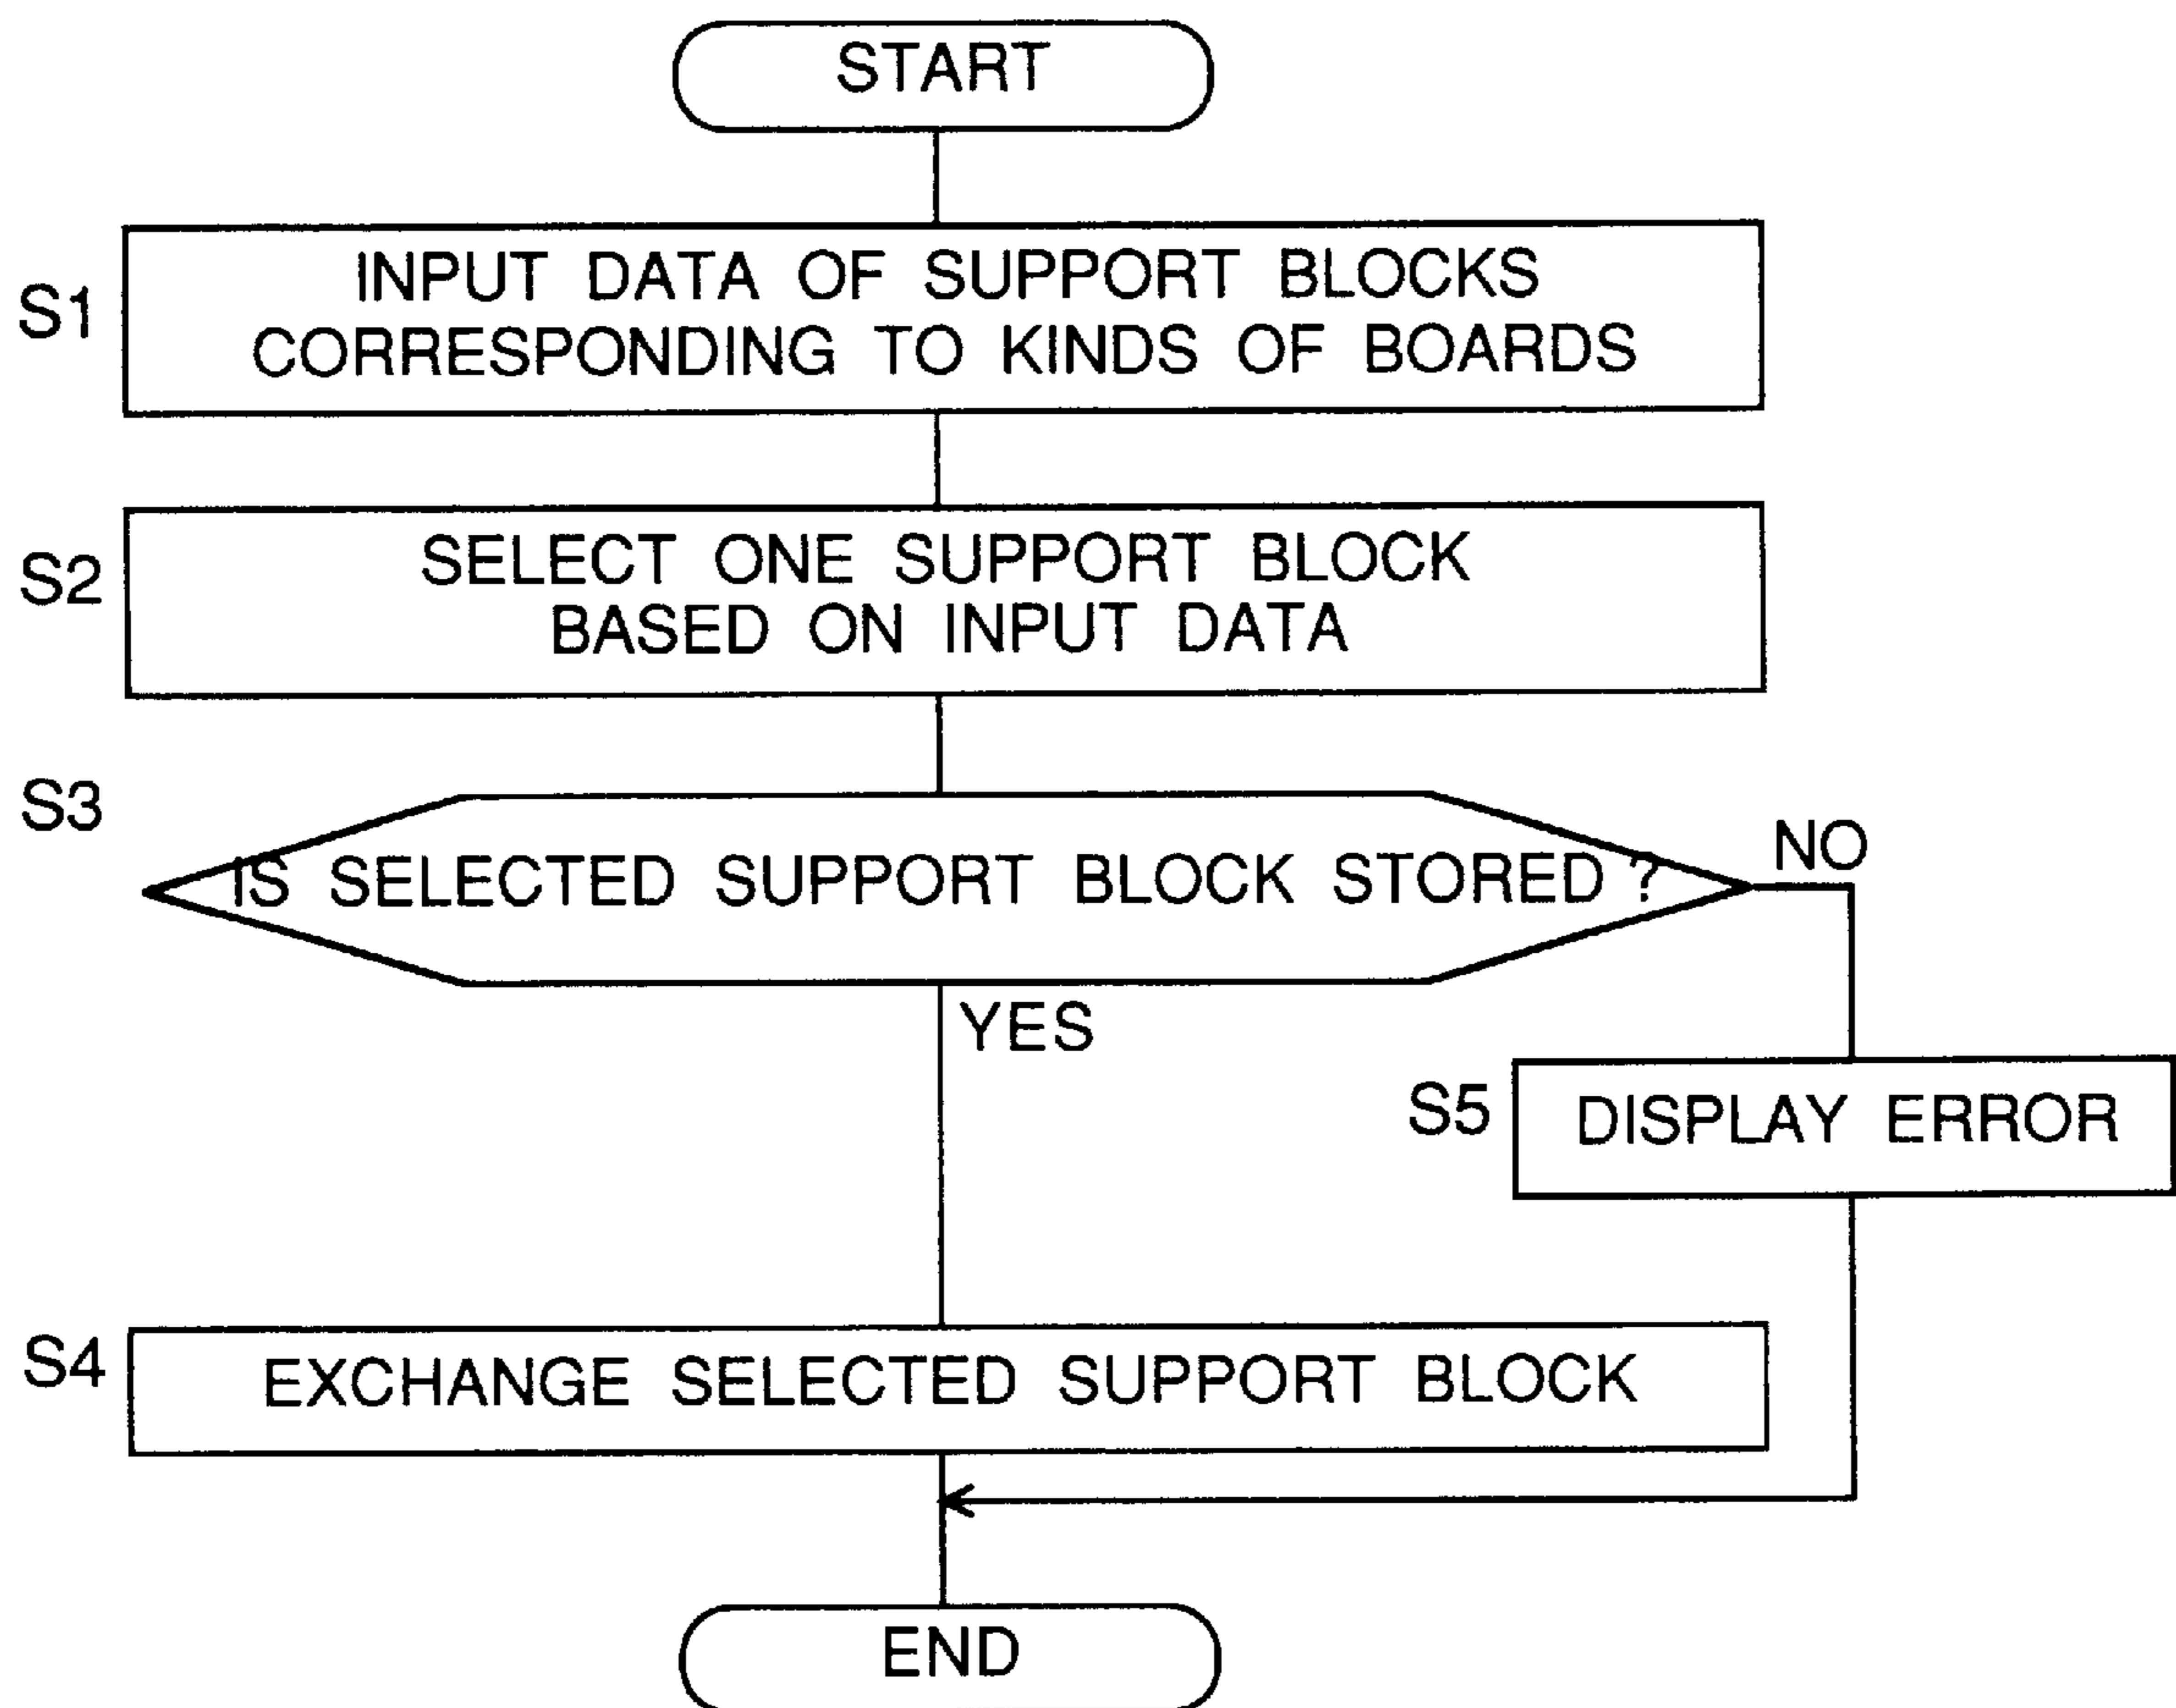 START
S1
INPUT DATA OF SUPPORT BLOCKS
CORRESPONDING TO KINDS OF BOARDS
S2
SELECT ONE SUPPORT BLOCK
BASED ON INPUT DATA
S3
IS SELECTED SUPPORT BLOCK STORED ?
NO
YES
S5
DISPLAY ERROR
S4
EXCHANGE SELECTED SUPPORT BLOCK
END